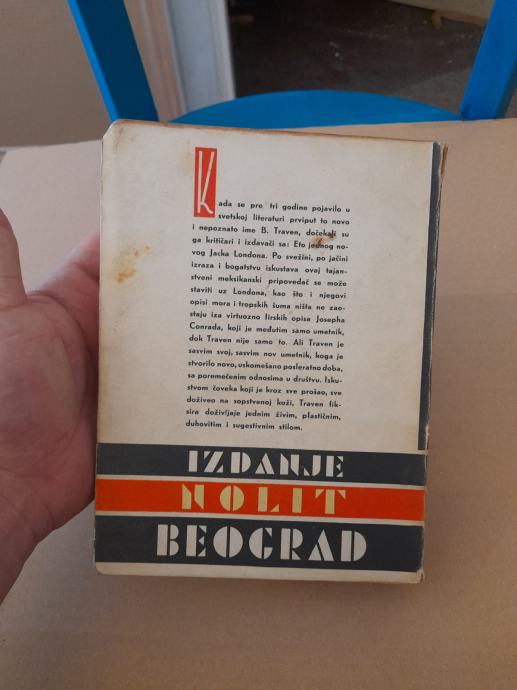 Kada se pre tri godine pojavilo u
svetskoj literaturi prviput to novo
i nepoznato ime B. Traven, dočekali su
ga kritičari i izdavači sa: Eto jednog no-
vog Jacka Londona. Po svežini, po jačini
izraza i bogatstvu iskustava ovaj tajan-
stveni meksikanski pripovedač se može
staviti uz Londona, kao što i njegovi
opisi mora i tropskih šuma ništa ne zao-
staju iza virtuozno lirskih opisa Josepha
Conrada, koji je međutim samo umetnik,
dok Traven nije samo to. Ali Traven je
sasvim svoj, sasvim nov umetnik, koga je
stvorilo novo, uskomešano posleratno doba,
sa poremećenim odnosima u društvu. Isku-
stvom čoveka koji je kroz sve prošao, sve
doživeo na sopstvenoj koži, Traven fik-
sira doživljaje jednim živim, plastičnim,
duhovitim i sugestivnim stilom.
IZDANJE
NOLIT
BEOGRAD